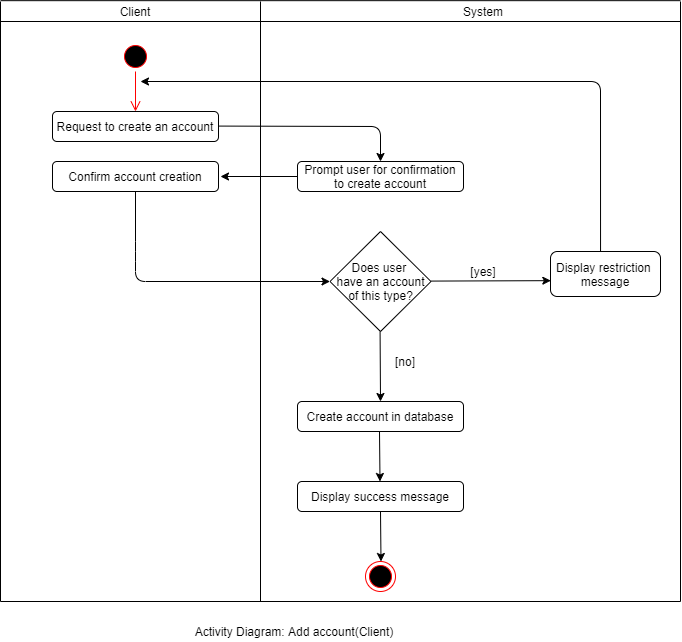 Client
System
Request to create an account
Confirm account creation
Prompt user for confirmation
to create account
Does user
have an account
of this type?
[yes]
Display restriction
message
[no]
Create account in database
Display success message
Activity Diagram: Add account(Client)